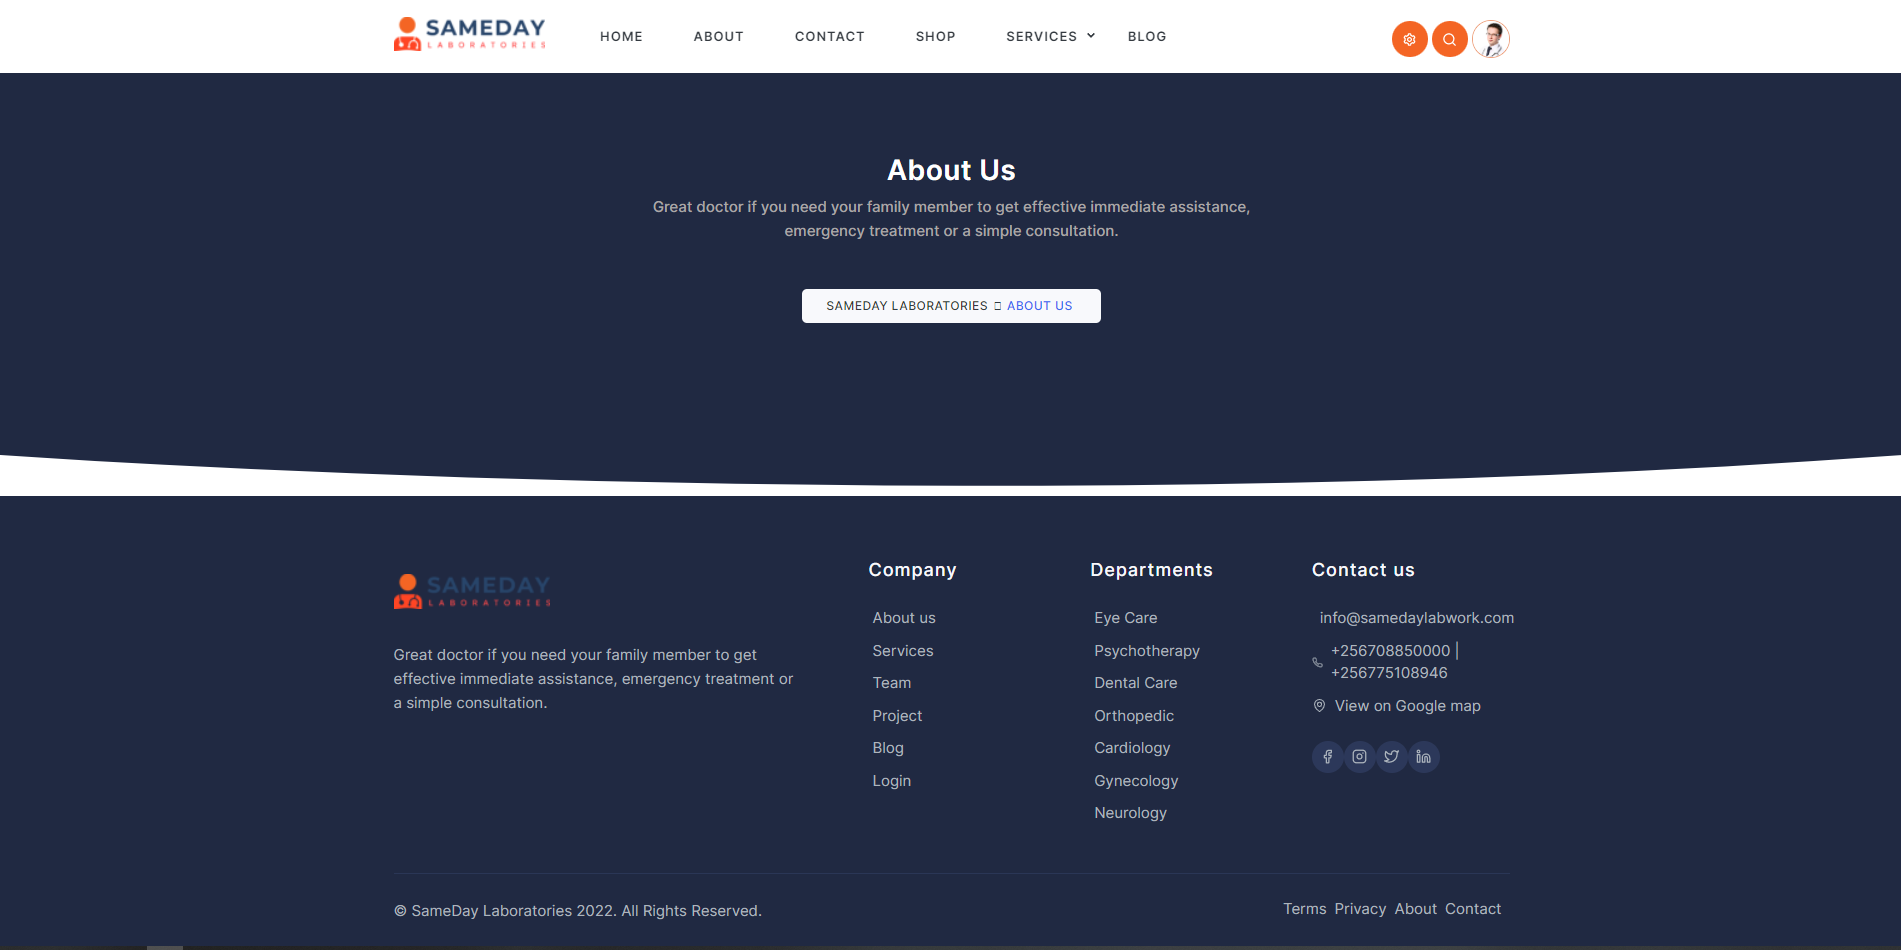 SAMEDAY
LABORATORIES
HOME
ABOUT
CONTACT
SHOP
SERVICES
BLOG
About Us
Great doctor if you need your family member to get effective immediate assistance,
emergency treatment or a simple consultation.
SAMEDAY LABORATORIES ABOUT US
SAMEDAY
LABORATORIES
Great doctor if you need your family member to get
effective immediate assistance, emergency treatment or
a simple consultation.
Company
About us
Services
Team
Project
Blog
Login
Departments
Eye Care
Psychotherapy
Dental Care
Orthopedic
Cardiology
Gynecology
Neurology
Contact us
info@samedaylabwork.com
+256708850000 |
+256775108946
View on Google map
© SameDay Laboratories 2022. All Rights Reserved.
Terms Privacy About Contact